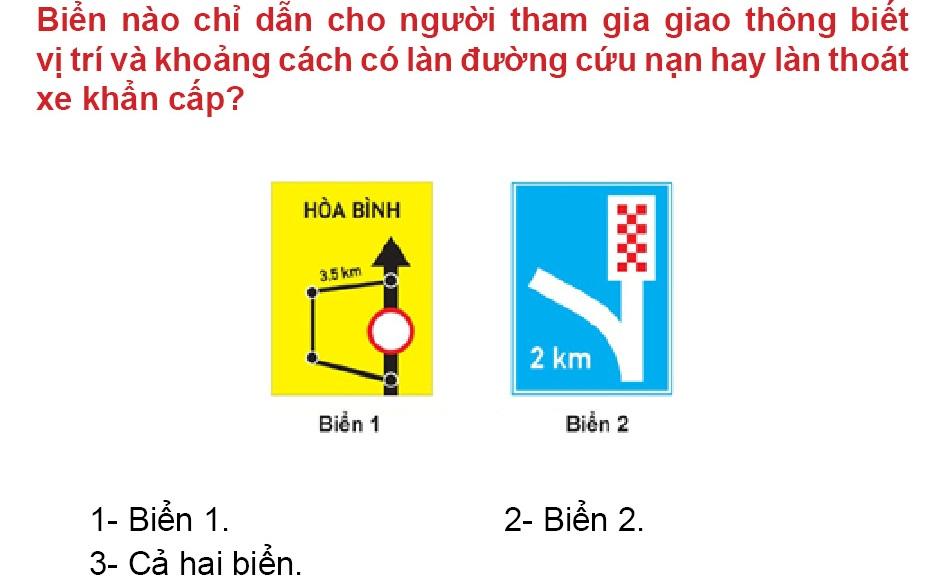 Biển nào chỉ dẫn cho người tham gia giao thông biết
vị trí và khoảng cách có làn đường cứu nạn hay làn thoát
xe khẩn cấp?
HÒA BÌNH
3.5 km
2 km
Biển 1
Biển 2
1- Biển 1.
2- Biển 2.
3- Cả hai biển.